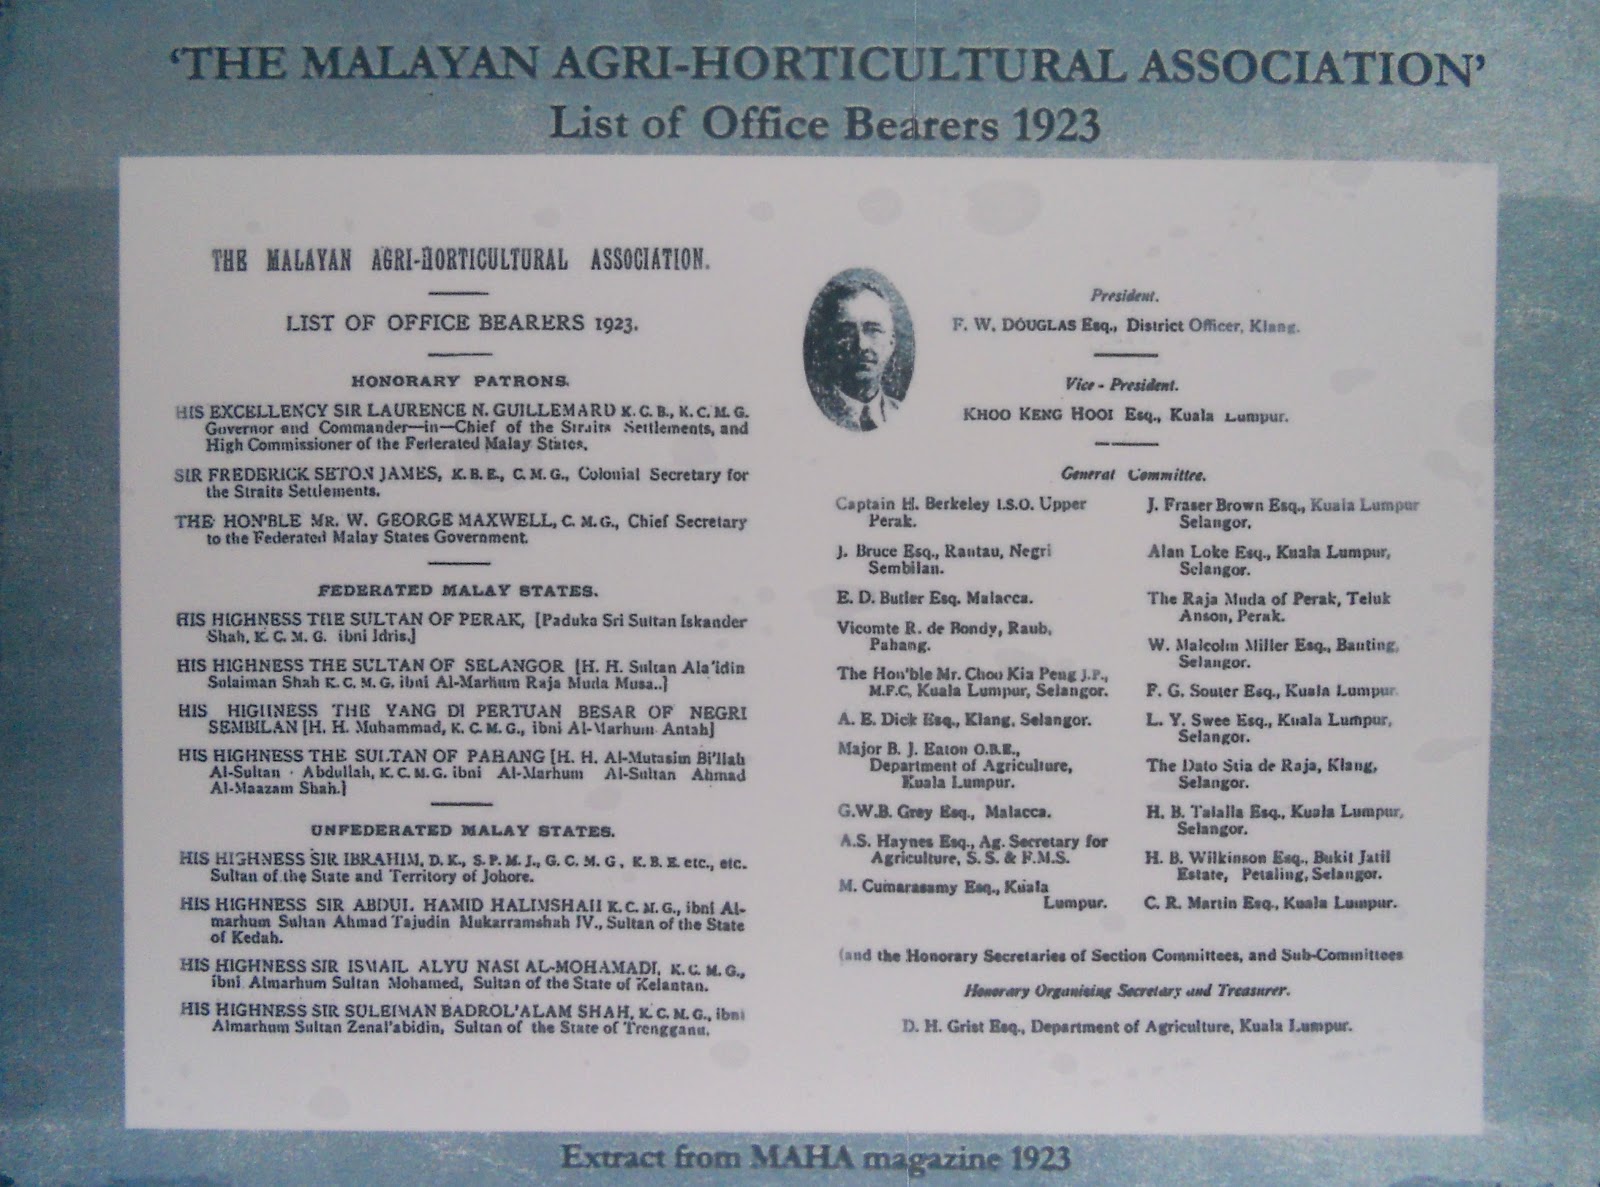 ‘THE MALAYAN AGRI-HORTICULTURAL ASSOCIATION’
List of Office Bearers 1923
THE MALAYAN AGRI-HORTICULTURAL ASSOCIATION.
LIST OF OFFICE BEARERS 1923.
HONORARY PATRONS.
HIS EXCELLENCY SIR LAURENCE N. GUILLEMARD K. C. B., K. C. M. G.
Governor and Commander—in—Chief of the Straits Settlements, and
High Commissioner of the Federated Malay States.
SIR FREDERICK SETON JAMES, K. B. E., C. M. G., Colonial Secretary for
the Straits Settlements.
THE HON'BLE MR. W. GEORGE MAXWELL, C. M. G., Chief Secretary
to the Federated Malay States Government.
FEDERATED MALAY STATES.
HIS HIGHNESS THE SULTAN OF PERAK, [Paduka Sri Sultan Iskander
Shah, K. C. M. G. ibni Idris.]
HIS HIGHNESS THE SULTAN OF SELANGOR [H. H. Sultan Ala'idin
Sulaiman Shah K. C. M. G. ibni Al-Marhum Raja Muda Musa..]
HIS HIGHNESS THE YANG DI PERTUAN BESAR OF NEGRI
SEMBILAN [H. H. Muhammad, K. C. M. G., ibni Al-Marhum Antah]
HIS HIGHNESS THE SULTAN OF PAHANG [H. H. Al-Mutasim Bi'llah
Al-Sultan · Abdullah, K. C. M. G. ibni Al-Marhum Al-Sultan Ahmad
Al-Maazam Shah.]
UNFEDERATED MALAY STATES.
HIS HIGHNESS SIR IBRAHIM, D. K., S. P. M. J., G. C. M. G, K. B. E. etc., etc.
Sultan of the State and Territory of Johore.
HIS HIGHNESS SIR ABDUL HAMID HALIMSHAH K. C. M. G., ibni Al-
marhum Sultan Ahmad Tajudin Mukarramshah IV., Sultan of the State
of Kedah.
HIS HIGHNESS SIR ISMAIL ALYU NASI AL-MOHAMADI, K. C. M. G.,
ibni Almarhum Sultan Mohamed, Sultan of the State of Kelantan.
HIS HIGHNESS SIR SULEIMAN BADROL'ALAM SHAH, K. C. M. G., ibni
Almarhum Sultan Zenal'abidin, Sultan of the State of Trengganu.
President.
F. W. DOUGLAS Esq., District Officer, Klang.
Vice - President.
KHOO KENG HOOI Esq., Kuala Lumpur.
General Committee.
Captain H. Berkeley I.S.O. Upper
Perak.
J. Bruce Esq., Rantau, Negri
Sembilan.
E. D. Butler Esq. Malacca.
Vicomte R. de Bondy, Raub,
Pahang.
The Hon'ble Mr. Chou Kia Peng J.P.,
M.F.C, Kuala Lumpur, Selangor.
A. E. Dick Esq., Klang, Selangor.
Major B. J. Eaton O.B.E.,
Department of Agriculture,
Kuala Lumpur.
G.W.B. Grey Esq., Malacca.
A.S. Haynes Esq., Ag. Secretary for
Agriculture, S. S. & F.M.S.
M. Cumarasamy Esq., Kuala
Lumpur.
J. Fraser Brown Esq., Kuala Lumpur
Selangor.
Alan Loke Esq., Kuala Lumpur,
Selangor.
The Raja Muda of Perak, Teluk
Anson, Perak.
W. Malcolm Miller Esq., Banting,
Selangor.
F. G. Souter Esq., Kuala Lumpur.
L. Y. Swee Esq., Kuala Lumpur,
Selangor.
The Dato Stia de Raja, Klang,
Selangor.
H. B. Talalla Esq., Kuala Lumpur,
Selangor.
H. B. Wilkinson Esq., Bukit Jatil
Estate, Petaling, Selangor.
C. R. Martin Esq., Kuala Lumpur.
(and the Honorary Secretaries of Section Committees, and Sub-Committees
Honorary Organising Secretary and Treasurer.
D. H. Grist Esq., Department of Agriculture, Kuala Lumpur.
Extract from MAHA magazine 1923